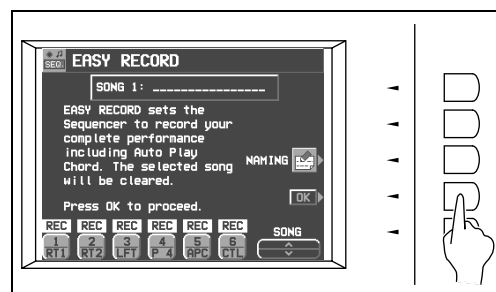 SEQ: EASY RECORD
SONG 1: _________________
EASY RECORD sets the
Sequencer to record your
complete performance
including Auto Play
Chord. The selected song
will be cleared.
NAMING
OK
Press OK to proceed.
REC REC REC REC REC REC SONG
1 2 3 4 5 6
RT1 RT2 LFT P 4 APC CTL